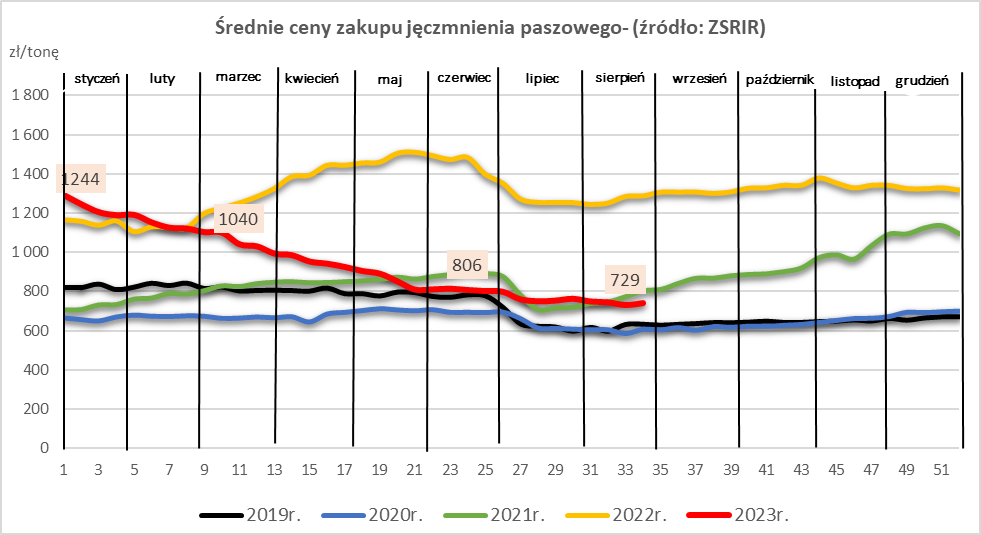 Średnie ceny zakupu jęczmnienia paszowego- (źródło: ZSRIR)
zł/tonę
styczeń luty marzec kwiecień maj czerwiec lipiec sierpień wrzesień październik listopad grudzień
1 800
1 600
1 400
1 200
1 000
800
600
400
200
0
1244
1040
806
729
1 3 5 7 9 11 13 15 17 19 21 23 25 27 29 31 33 35 37 39 41 43 45 47 49 51
2019r. 2020r. 2021r. 2022r. 2023r.